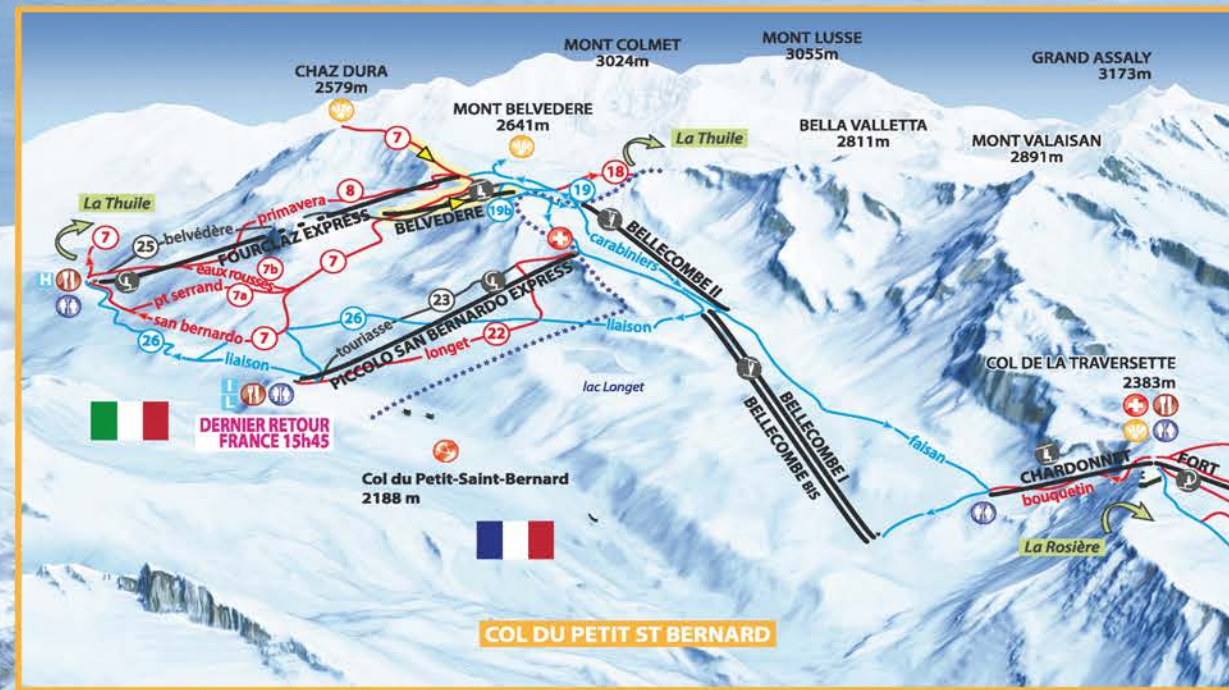 MONT COLMET
3024m
MONT LUSSE
3055m
GRAND ASSALY
3173m
CHAZ DURA
2579m
MONT BELVEDERE
2641m
La Thuile
BELLA VALLETTA
2811m
MONT VALAISAN
2891m
7
La Thuile
8
primavera
18
19
19b
7
25
belvédère
FOURCLAZ EXPRESS
BELVEDERE
carabiniers
BELLECOMBE II
H
eaux rousses
7b
7
pt serrand
7a
23
touriasse
PICCOLO SAN BERNARDO EXPRESS
26
liaison
san bernardo
7
22
longet
26
liaison
lac Longet
COL DE LA TRAVERSETTE
2383m
I
L
DERNIER RETOUR
FRANCE 15h45
BELLECOMBE I
BELLECOMBE BIS
faisan
CHARDONNET
FORT
bouquetin
Col du Petit-Saint-Bernard
2188 m
La Rosière
COL DU PETIT ST BERNARD